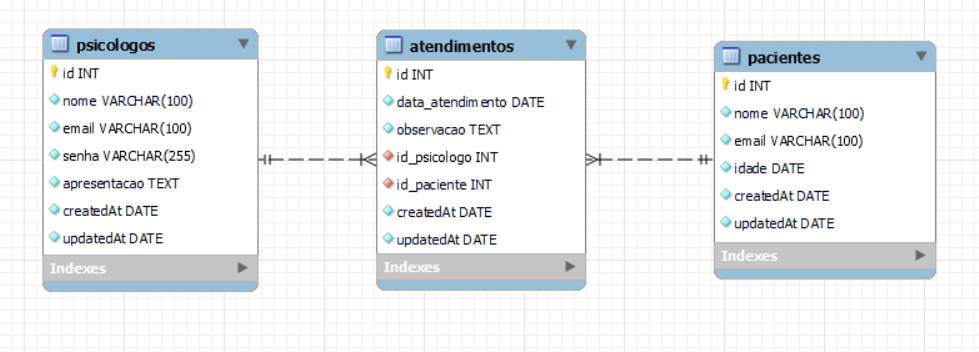 psicologos
id INT
nome VARCHAR(100)
email VARCHAR(100)
senha VARCHAR(255)
apresentacao TEXT
createdAt DATE
updatedAt DATE
Indexes
atendimentos
id INT
data_atendimento DATE
observacao TEXT
id_psicologo INT
id_paciente INT
createdAt DATE
updatedAt DATE
Indexes
pacientes
id INT
nome VARCHAR(100)
email VARCHAR(100)
idade DATE
createdAt DATE
updatedAt DATE
Indexes